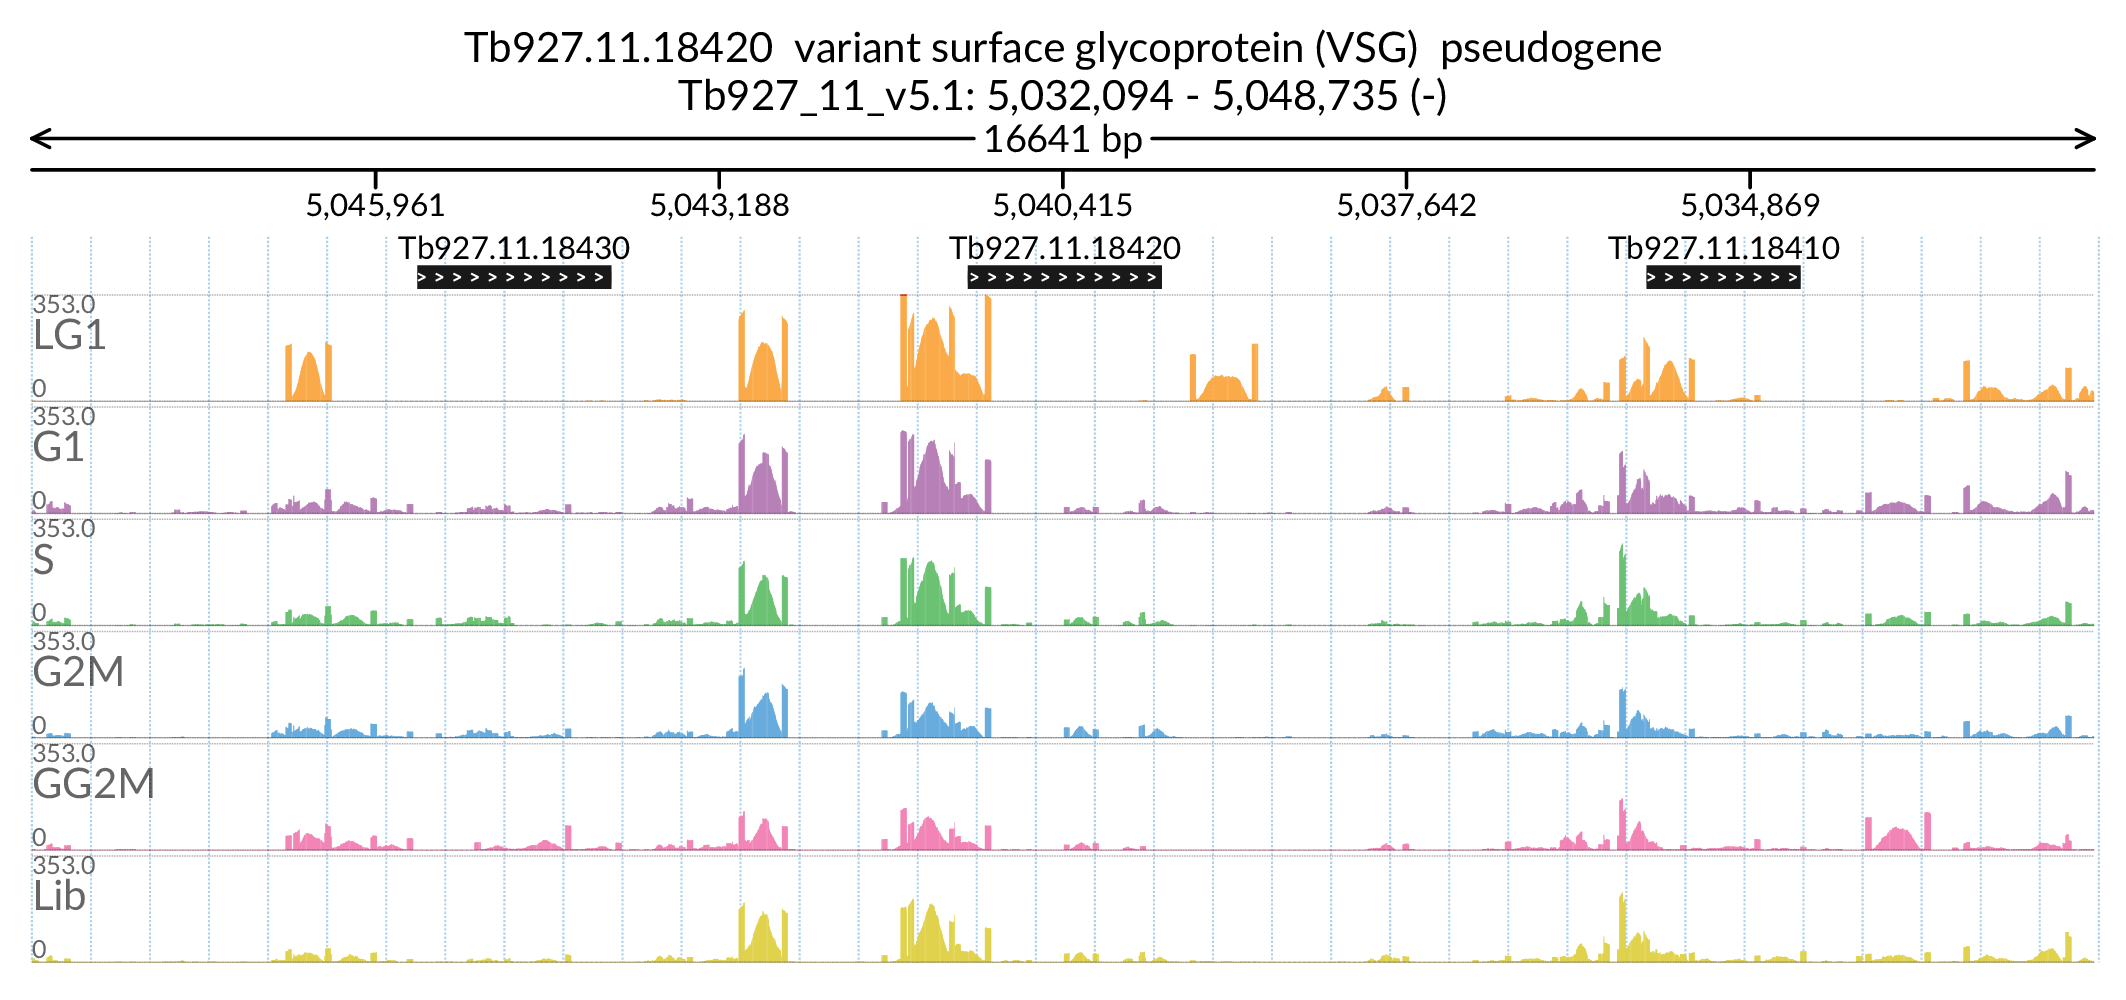 Tb927.11.18420 variant surface glycoprotein (VSG) pseudogene
Tb927_11_v5.1: 5,032,094 - 5,048,735 (-)
16641 bp
5,045,961 5,043,188 5,040,415 5,037,642 5,034,869
Tb927.11.18430 Tb927.11.18420 Tb927.11.18410
353.0
LG1
0
353.0
G1
0
353.0
S
0
353.0
G2M
0
353.0
GG2M
0
353.0
Lib
0